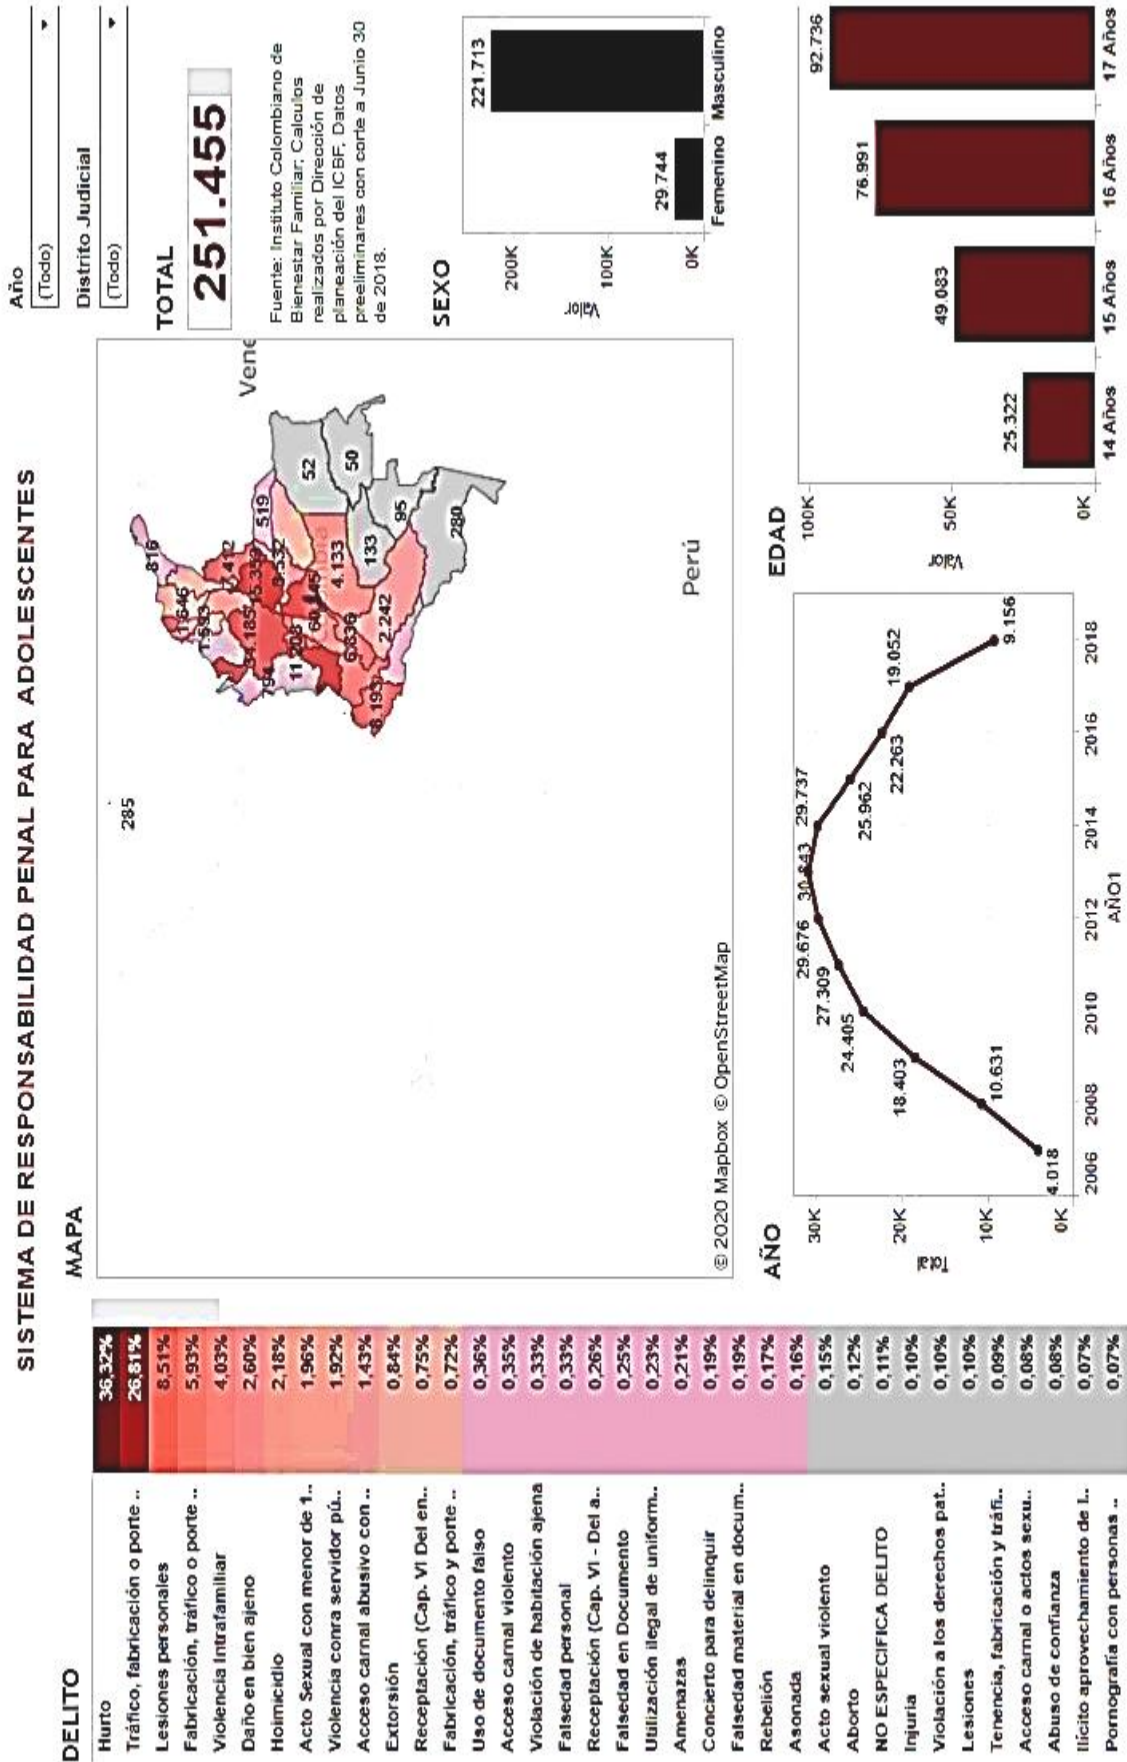 SISTEMA DE RESPONSABILIDAD PENAL PARA ADOLESCENTES
DELITO
Hurto 36,32%
Tráfico, fabricación o porte .. 26,81%
Lesiones personales 8,51%
Fabricación, tráfico o porte .. 5,93%
Violencia Intrafamiliar 4,03%
Daño en bien ajeno 2,60%
Hoimicidio 2,18%
Acto Sexual con menor de 1.. 1,96%
Violencia conra servidor pú.. 1,92%
Acceso carnal abusivo con .. 1,43%
Extorsión 0,84%
Receptación (Cap. VI Del en.. 0,75%
Fabricación, tráfico y porte .. 0,72%
Uso de documento falso 0,36%
Acceso carnal violento 0,35%
Violación de habitación ajena 0,33%
Falsedad personal 0,33%
Receptación (Cap. VI - Del a.. 0,26%
Falsedad en Documento 0,25%
Utilización ilegal de uniform.. 0,23%
Amenazas 0,21%
Concierto para delinquir 0,19%
Falsedad material en docum.. 0,19%
Rebelión 0,17%
Asonada 0,16%
Acto sexual violento 0,15%
Aborto 0,12%
NO ESPECIFICA DELITO 0,11%
Injuria 0,10%
Violación a los derechos pat.. 0,10%
Lesiones 0,10%
Tenencia, fabricación y tráfi.. 0,09%
Acceso carnal o actos sexu.. 0,08%
Abuso de confianza 0,08%
Ilicito aprovechamiento de l.. 0,07%
Pornografía con personas .. 0,07%
MAPA
285
816
1.646
1.593
519
34.185
794
52
11.208
4.133
50
6.836
133
2.242
95
280
Vene
Perú
© 2020 Mapbox © OpenStreetMap
Año
(Todo)
Distrito Judicial
(Todo)
TOTAL
251.455
Fuente: Instituto Colombiano de
Bienestar Familiar; Calculos
realizados por Dirección de
planeación del ICBF. Datos
preeliminares con corte a Junio 30
de 2018.
SEXO
Valor
200K
100K
0K
29.744
221.713
Femenino Masculino
AÑO
Total
30K
20K
10K
0K
4.018
10.631
18.403
24.405
27.309
29.676
30.843
29.737
25.962
22.263
19.052
9.156
2006 2008 2010 2012 2014 2016 2018
AÑO1
EDAD
Valor
100K
50K
0K
25.322
49.083
76.991
92.736
14 Años 15 Años 16 Años 17 Años